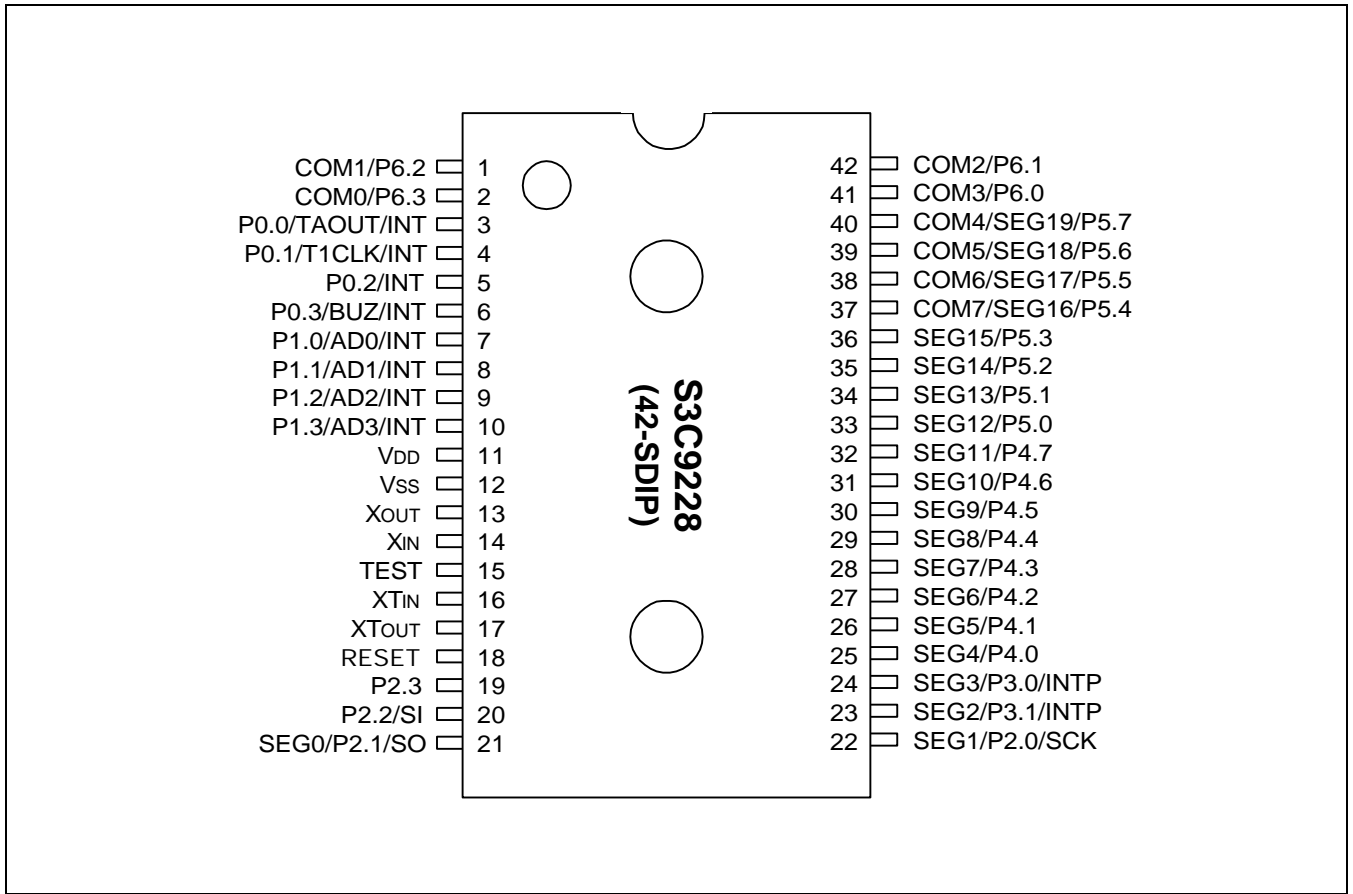 COM1/P6.2 1
COM0/P6.3 2
P0.0/TAOUT/INT 3
P0.1/T1CLK/INT 4
P0.2/INT 5
P0.3/BUZ/INT 6
P1.0/AD0/INT 7
P1.1/AD1/INT 8
P1.2/AD2/INT 9
P1.3/AD3/INT 10
VDD 11
VSS 12
XOUT 13
XIN 14
TEST 15
XTIN 16
XTOUT 17
RESET 18
P2.3 19
P2.2/SI 20
SEG0/P2.1/SO 21
S3C9228
(42-SDIP)
42 COM2/P6.1
41 COM3/P6.0
40 COM4/SEG19/P5.7
39 COM5/SEG18/P5.6
38 COM6/SEG17/P5.5
37 COM7/SEG16/P5.4
36 SEG15/P5.3
35 SEG14/P5.2
34 SEG13/P5.1
33 SEG12/P5.0
32 SEG11/P4.7
31 SEG10/P4.6
30 SEG9/P4.5
29 SEG8/P4.4
28 SEG7/P4.3
27 SEG6/P4.2
26 SEG5/P4.1
25 SEG4/P4.0
24 SEG3/P3.0/INTP
23 SEG2/P3.1/INTP
22 SEG1/P2.0/SCK